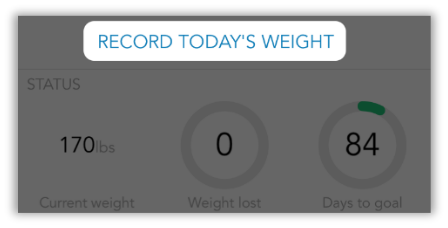 RECORD TODAY'S WEIGHT
STATUS
170lbs
0
84
Current weight
Weight lost
Days to goal